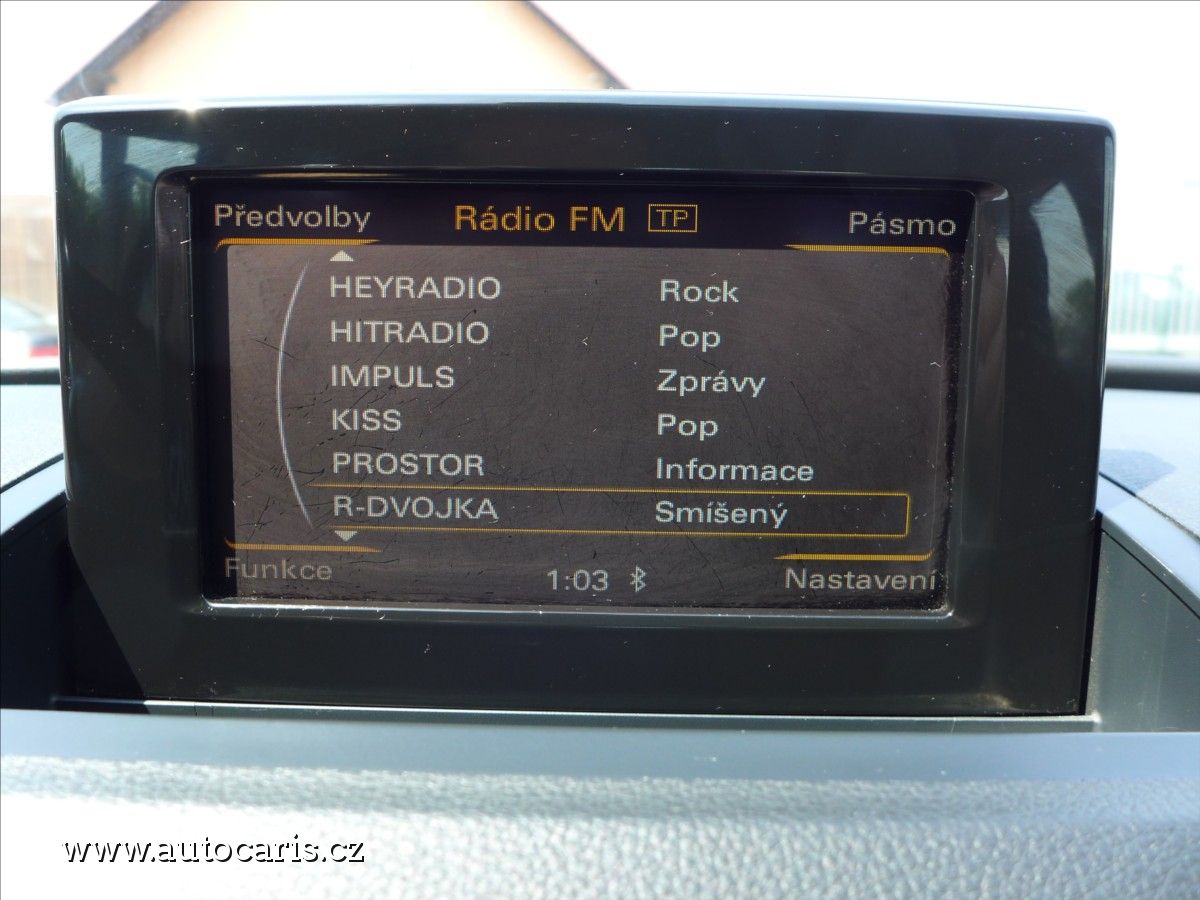 Předvolby Rádio FM TP Pásmo
HEYRADIO Rock
HITRADIO Pop
IMPULS Zprávy
KISS Pop
PROSTOR Informace
R-DVOJKA Smíšený
Funkce 1:03 Nastavení
www.autocaris.cz